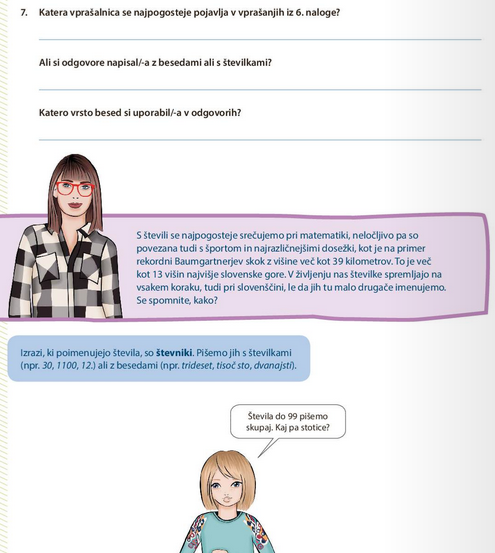 7. Katera vprašalnica se najpogosteje pojavlja v vprašanjih iz 6. naloge?
Ali si odgovore napisal/-a z besedami ali s številkami?
Katero vrsto besed si uporabil/-a v odgovorih?
S števili se najpogosteje srečujemo pri matematiki, neločljivo pa so
povezana tudi s športom in najrazličnejšimi dosežki, kot je na primer
rekordni Baumgartnerjev skok z višine več kot 39 kilometrov. To je več
kot 13 višin najvišje slovenske gore. V življenju nas številke spremljajo na
vsakem koraku, tudi pri slovenščini, le da jih tu malo drugače imenujemo.
Se spomnite, kako?
Izrazi, ki poimenujejo števila, so števniki. Pišemo jih s številkami
(npr. 30, 1100, 12.) ali z besedami (npr. trideset, tisoč sto, dvanajsti).
Števila do 99 pišemo
skupaj. Kaj pa stotice?